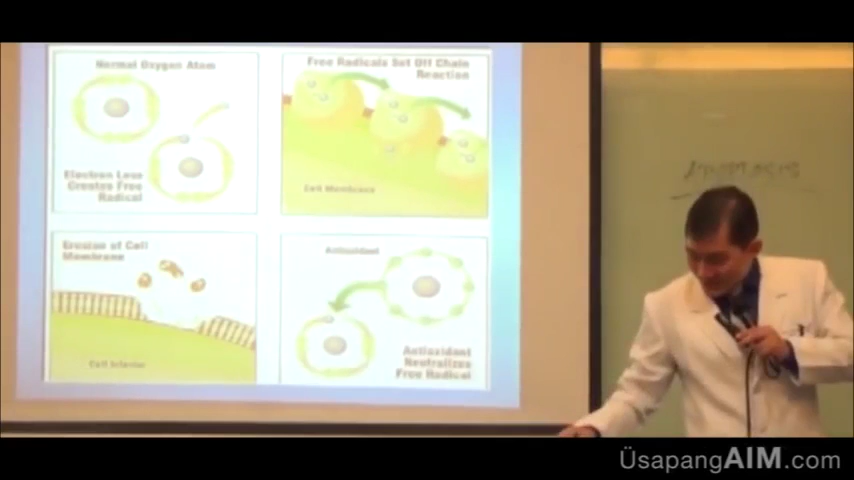 Normal Oxygen Atom
Electron Loss
Creates Free
Radical
Free Radicals Set Off Chain
Reaction
Cell Membrane
Erosion of Cell
Membrane
Cell Interior
Antioxidant
Antioxidant
Neutralizes
Free Radical
ÜsapangAIM.com